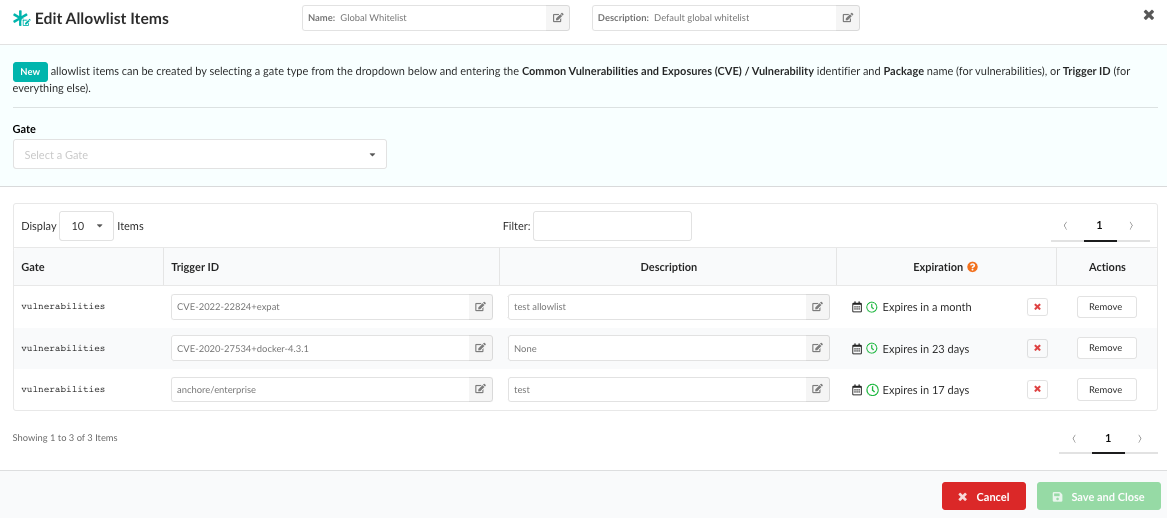 Edit Allowlist Items
Name: Global Whitelist
Description: Default global whitelist
New allowlist items can be created by selecting a gate type from the dropdown below and entering the Common Vulnerabilities and Exposures (CVE) / Vulnerability identifier and Package name (for vulnerabilities), or Trigger ID (for
everything else).
Gate
Select a Gate
Display 10 Items Filter: 1
Gate Trigger ID Description Expiration Actions
vulnerabilities CVE-2022-22824+expat test allowlist Expires in a month Remove
vulnerabilities CVE-2020-27534+docker-4.3.1 None Expires in 23 days Remove
vulnerabilities anchore/enterprise test Expires in 17 days Remove
Showing 1 to 3 of 3 Items 1
Cancel Save and Close